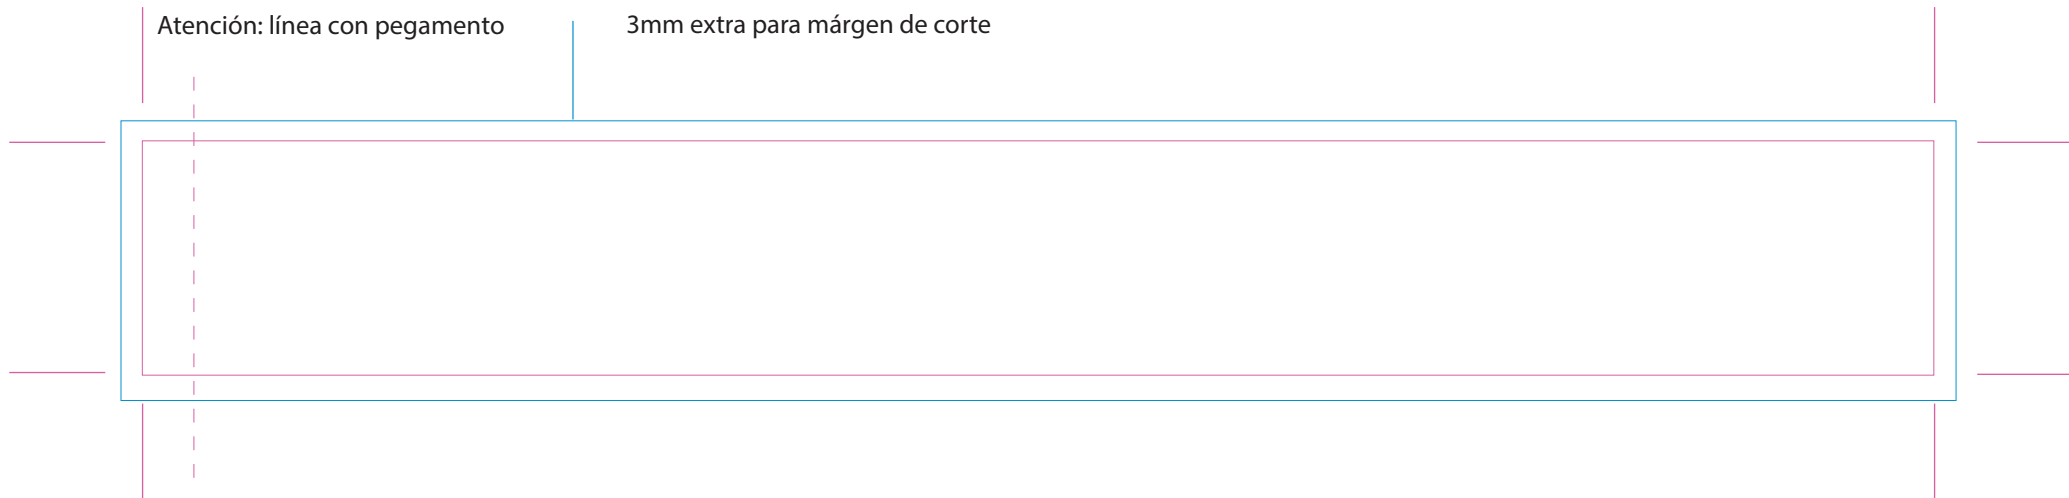 Atención: línea con pegamento
3mm extra para márgen de corte